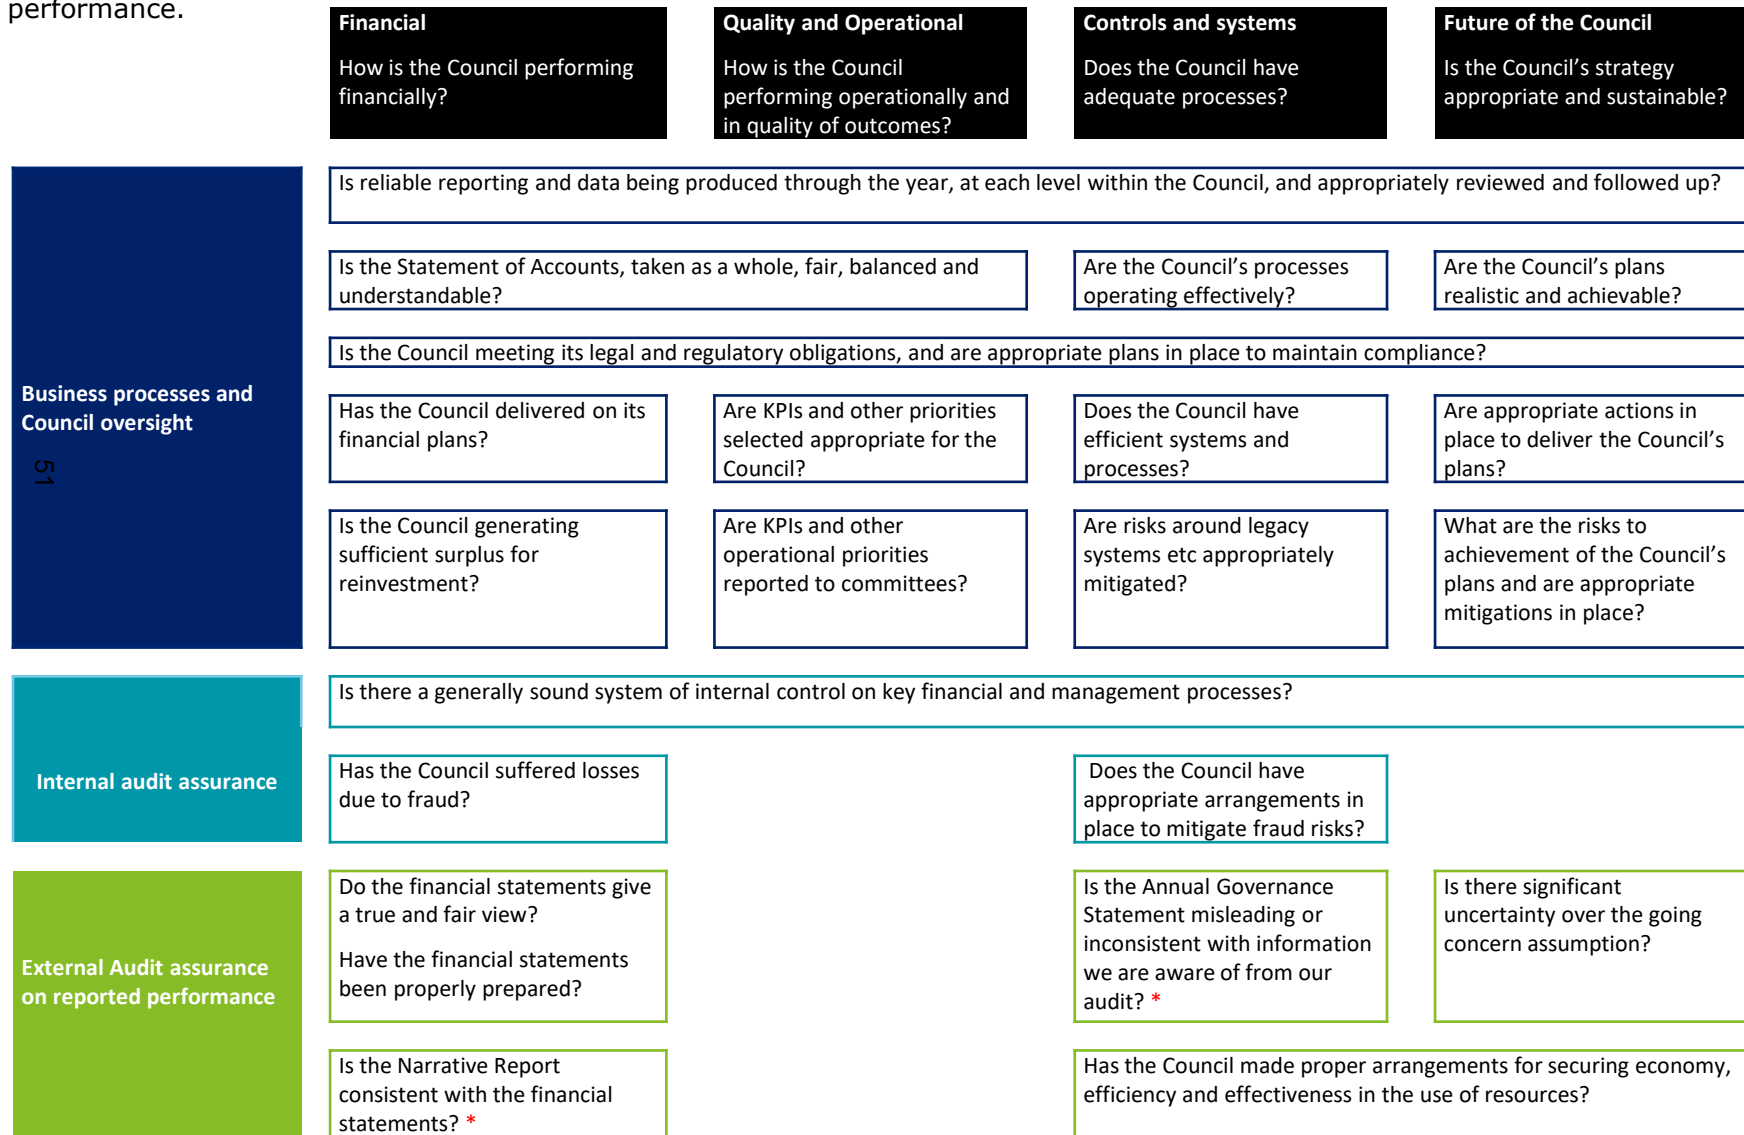 performance.
Financial
How is the Council performing
financially?
Quality and Operational
How is the Council
performing operationally and
in quality of outcomes?
Controls and systems
Does the Council have
adequate processes?
Future of the Council
Is the Council’s strategy
appropriate and sustainable?
Business processes and
Council oversight
51
Is reliable reporting and data being produced through the year, at each level within the Council, and appropriately reviewed and followed up?
Is the Statement of Accounts, taken as a whole, fair, balanced and
understandable?
Are the Council’s processes
operating effectively?
Are the Council’s plans
realistic and achievable?
Is the Council meeting its legal and regulatory obligations, and are appropriate plans in place to maintain compliance?
Has the Council delivered on its
financial plans?
Are KPIs and other priorities
selected appropriate for the
Council?
Does the Council have
efficient systems and
processes?
Are appropriate actions in
place to deliver the Council’s
plans?
Is the Council generating
sufficient surplus for
reinvestment?
Are KPIs and other
operational priorities
reported to committees?
Are risks around legacy
systems etc appropriately
mitigated?
What are the risks to
achievement of the Council’s
plans and are appropriate
mitigations in place?
Internal audit assurance
Is there a generally sound system of internal control on key financial and management processes?
Has the Council suffered losses
due to fraud?
Does the Council have
appropriate arrangements in
place to mitigate fraud risks?
External Audit assurance
on reported performance
Do the financial statements give
a true and fair view?
Have the financial statements
been properly prepared?
Is the Annual Governance
Statement misleading or
inconsistent with information
we are aware of from our
audit? *
Is there significant
uncertainty over the going
concern assumption?
Is the Narrative Report
consistent with the financial
statements? *
Has the Council made proper arrangements for securing economy,
efficiency and effectiveness in the use of resources?